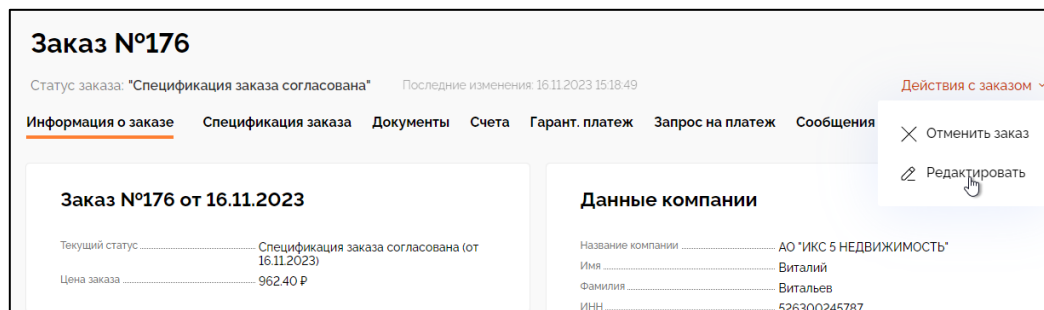 Заказ №176
Статус заказа: "Спецификация заказа согласована" Последние изменения: 16.11.2023 15:18:49 Действия с заказом
Информация о заказе Спецификация заказа Документы Счета Гарант. платеж Запрос на платеж Сообщения
Отменить заказ
Редактировать
Заказ №176 от 16.11.2023
Текущий статус Спецификация заказа согласована (от
16.11.2023)
Цена заказа 962.40 ₽
Данные компании
Название компании АО "ИКС 5 НЕДВИЖИМОСТЬ"
Имя Виталий
Фамилия Витальев
ИНН 526300245787